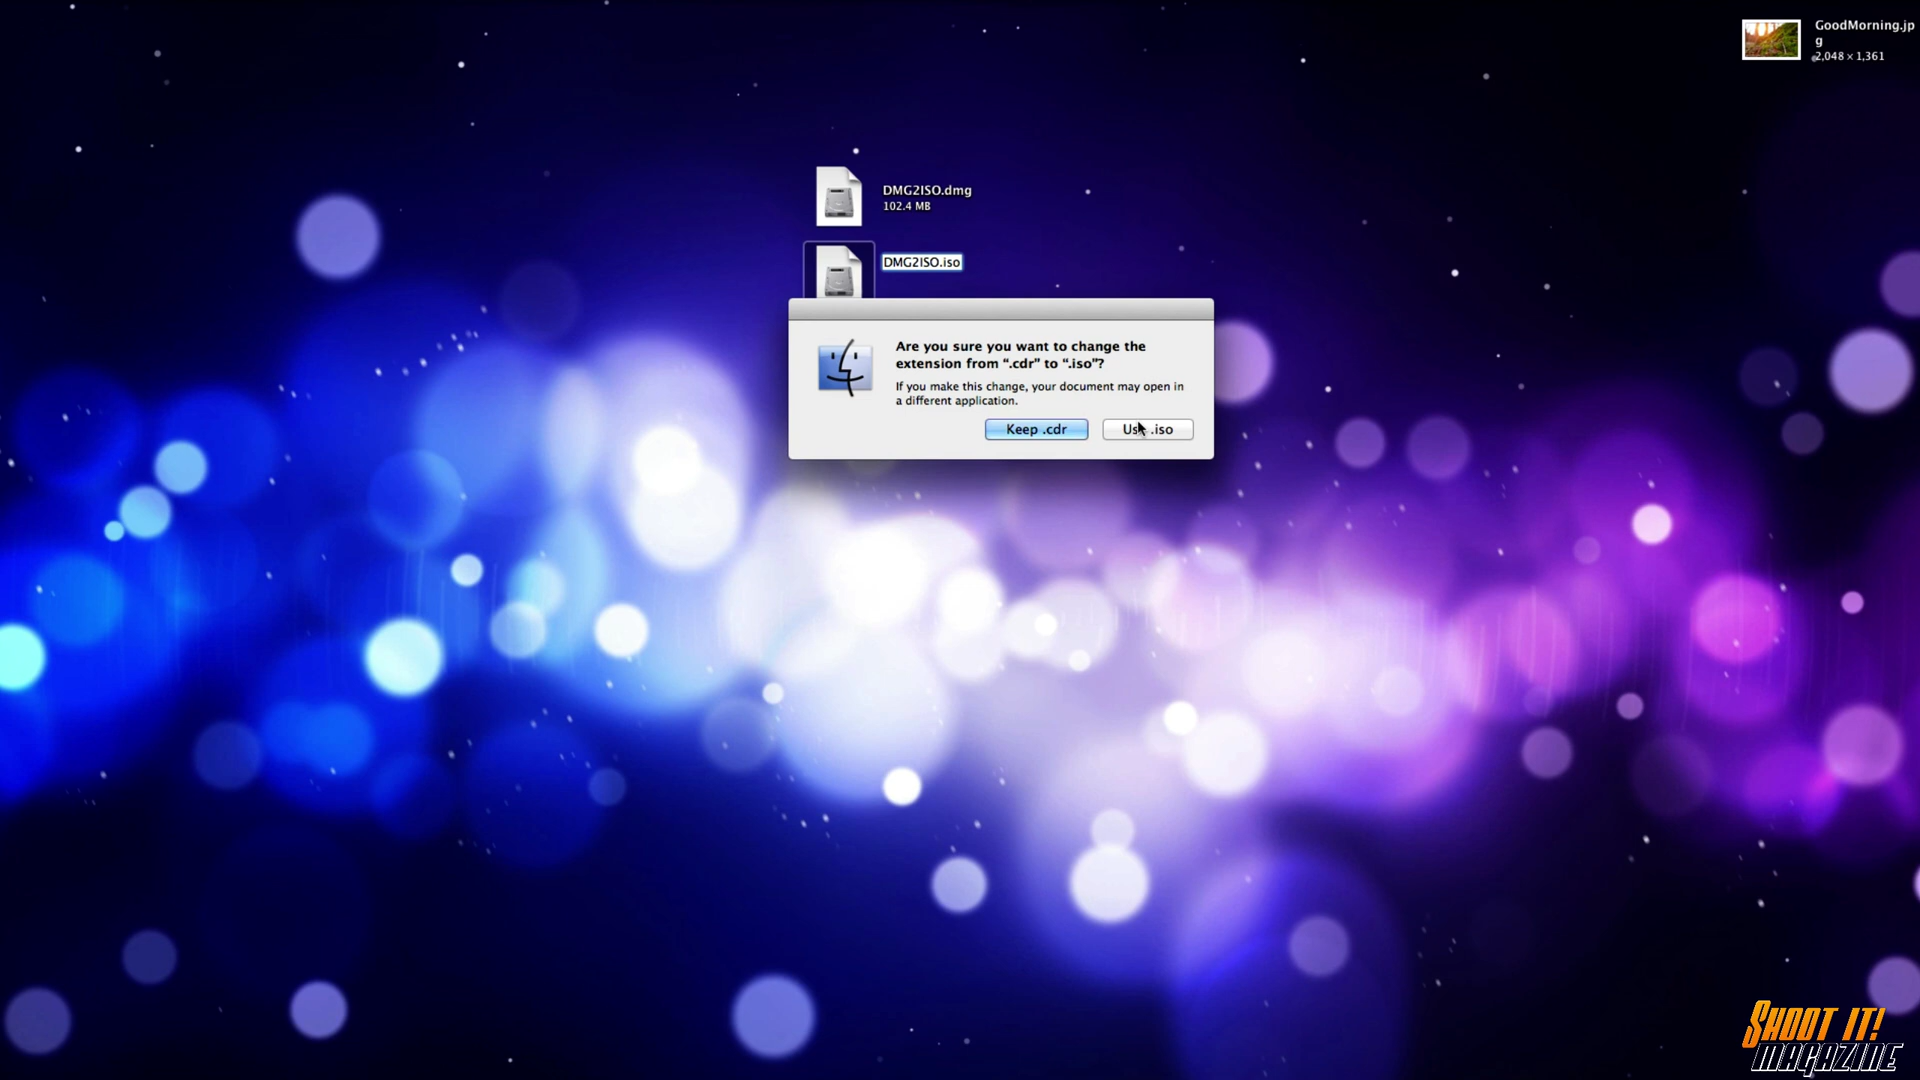 GoodMorning.jp
g
2,048 × 1,361
DMG2ISO.dmg
102.4 MB
DMG2ISO.iso
Are you sure you want to change the
extension from “.cdr” to “.iso”?
If you make this change, your document may open in
a different application.
Keep .cdr
Use .iso
SHOOT IT!
MAGAZINE